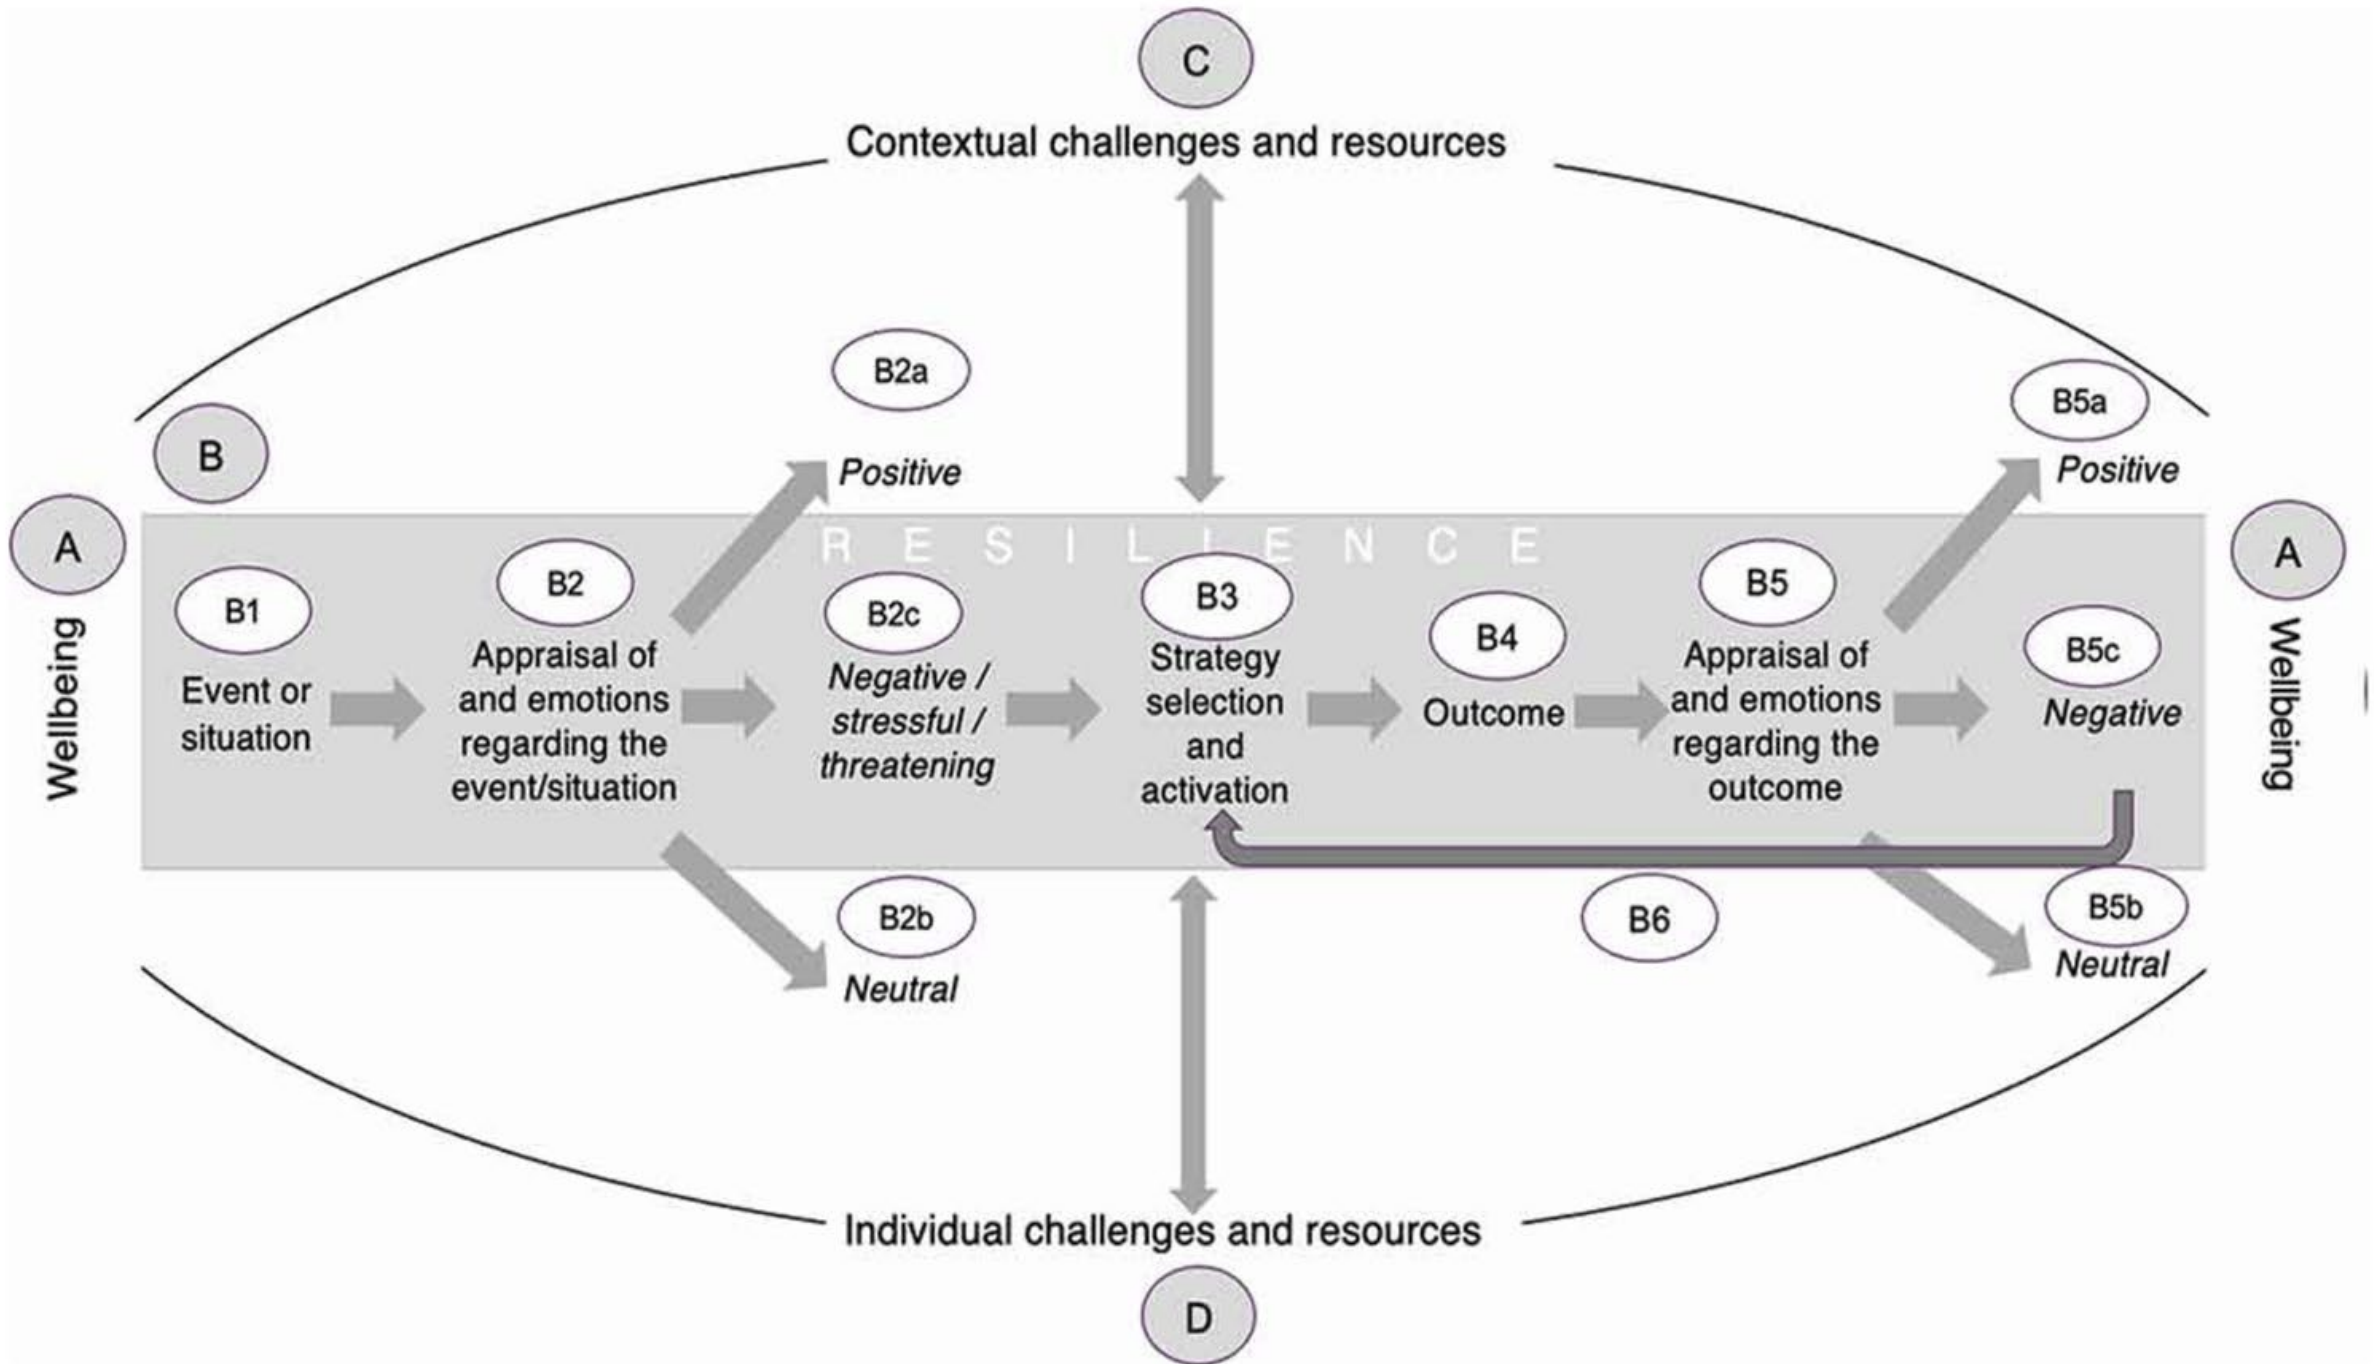 C
Contextual challenges and resources
B2a
Positive
B5a
Positive
B
A
Wellbeing
RESILIENCE
B1
Event or
situation
B2
Appraisal of
and emotions
regarding the
event/situation
B2c
Negative /
stressful /
threatening
B3
Strategy
selection
and
activation
B4
Outcome
B5
Appraisal of
and emotions
regarding the
outcome
B5c
Negative
A
Wellbeing
B2b
Neutral
B6
B5b
Neutral
Individual challenges and resources
D